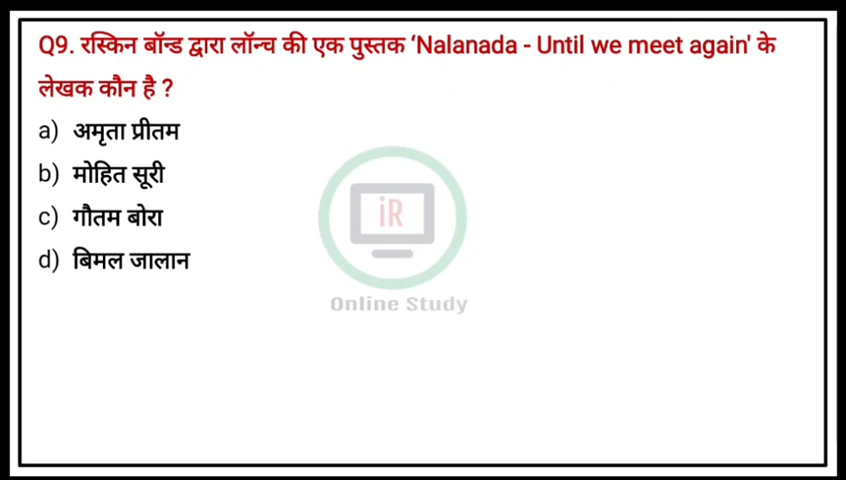 Q9. रस्किन बॉन्ड द्वारा लॉन्च की एक पुस्तक ‘Nalanada - Until we meet again' के
लेखक कौन है ?
a) अमृता प्रीतम
b) मोहित सूरी
c) गौतम बोरा
d) बिमल जालान
iR
Online Study